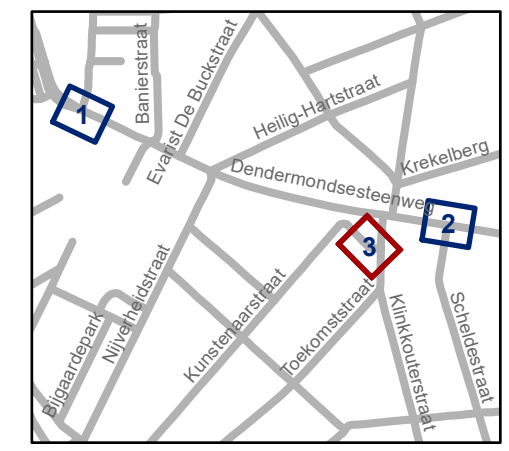 Banierstraat
Evarist De Buckstraat
1
Heilig-Hartstraat
Krekelberg
Dendermondsesteenweg
2
3
Nijverheidstraat
Kunstenaarstraat
Toekomststraat
Bijgaardepark
Klinkkouterstraat
Scheldestraat